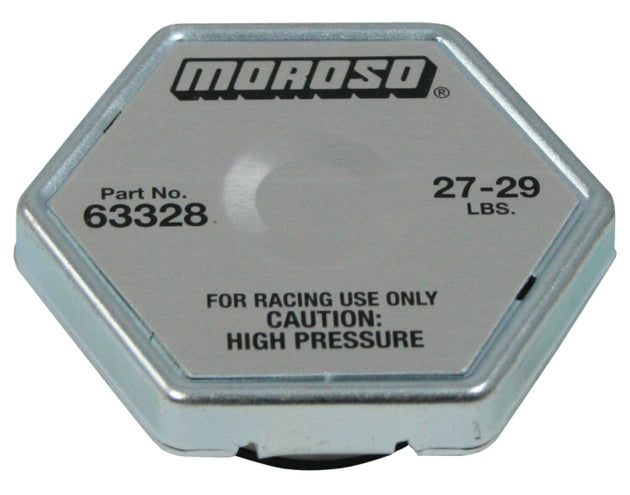 MOROSO®
Part No.
63328
27-29
LBS.
FOR RACING USE ONLY
CAUTION:
HIGH PRESSURE